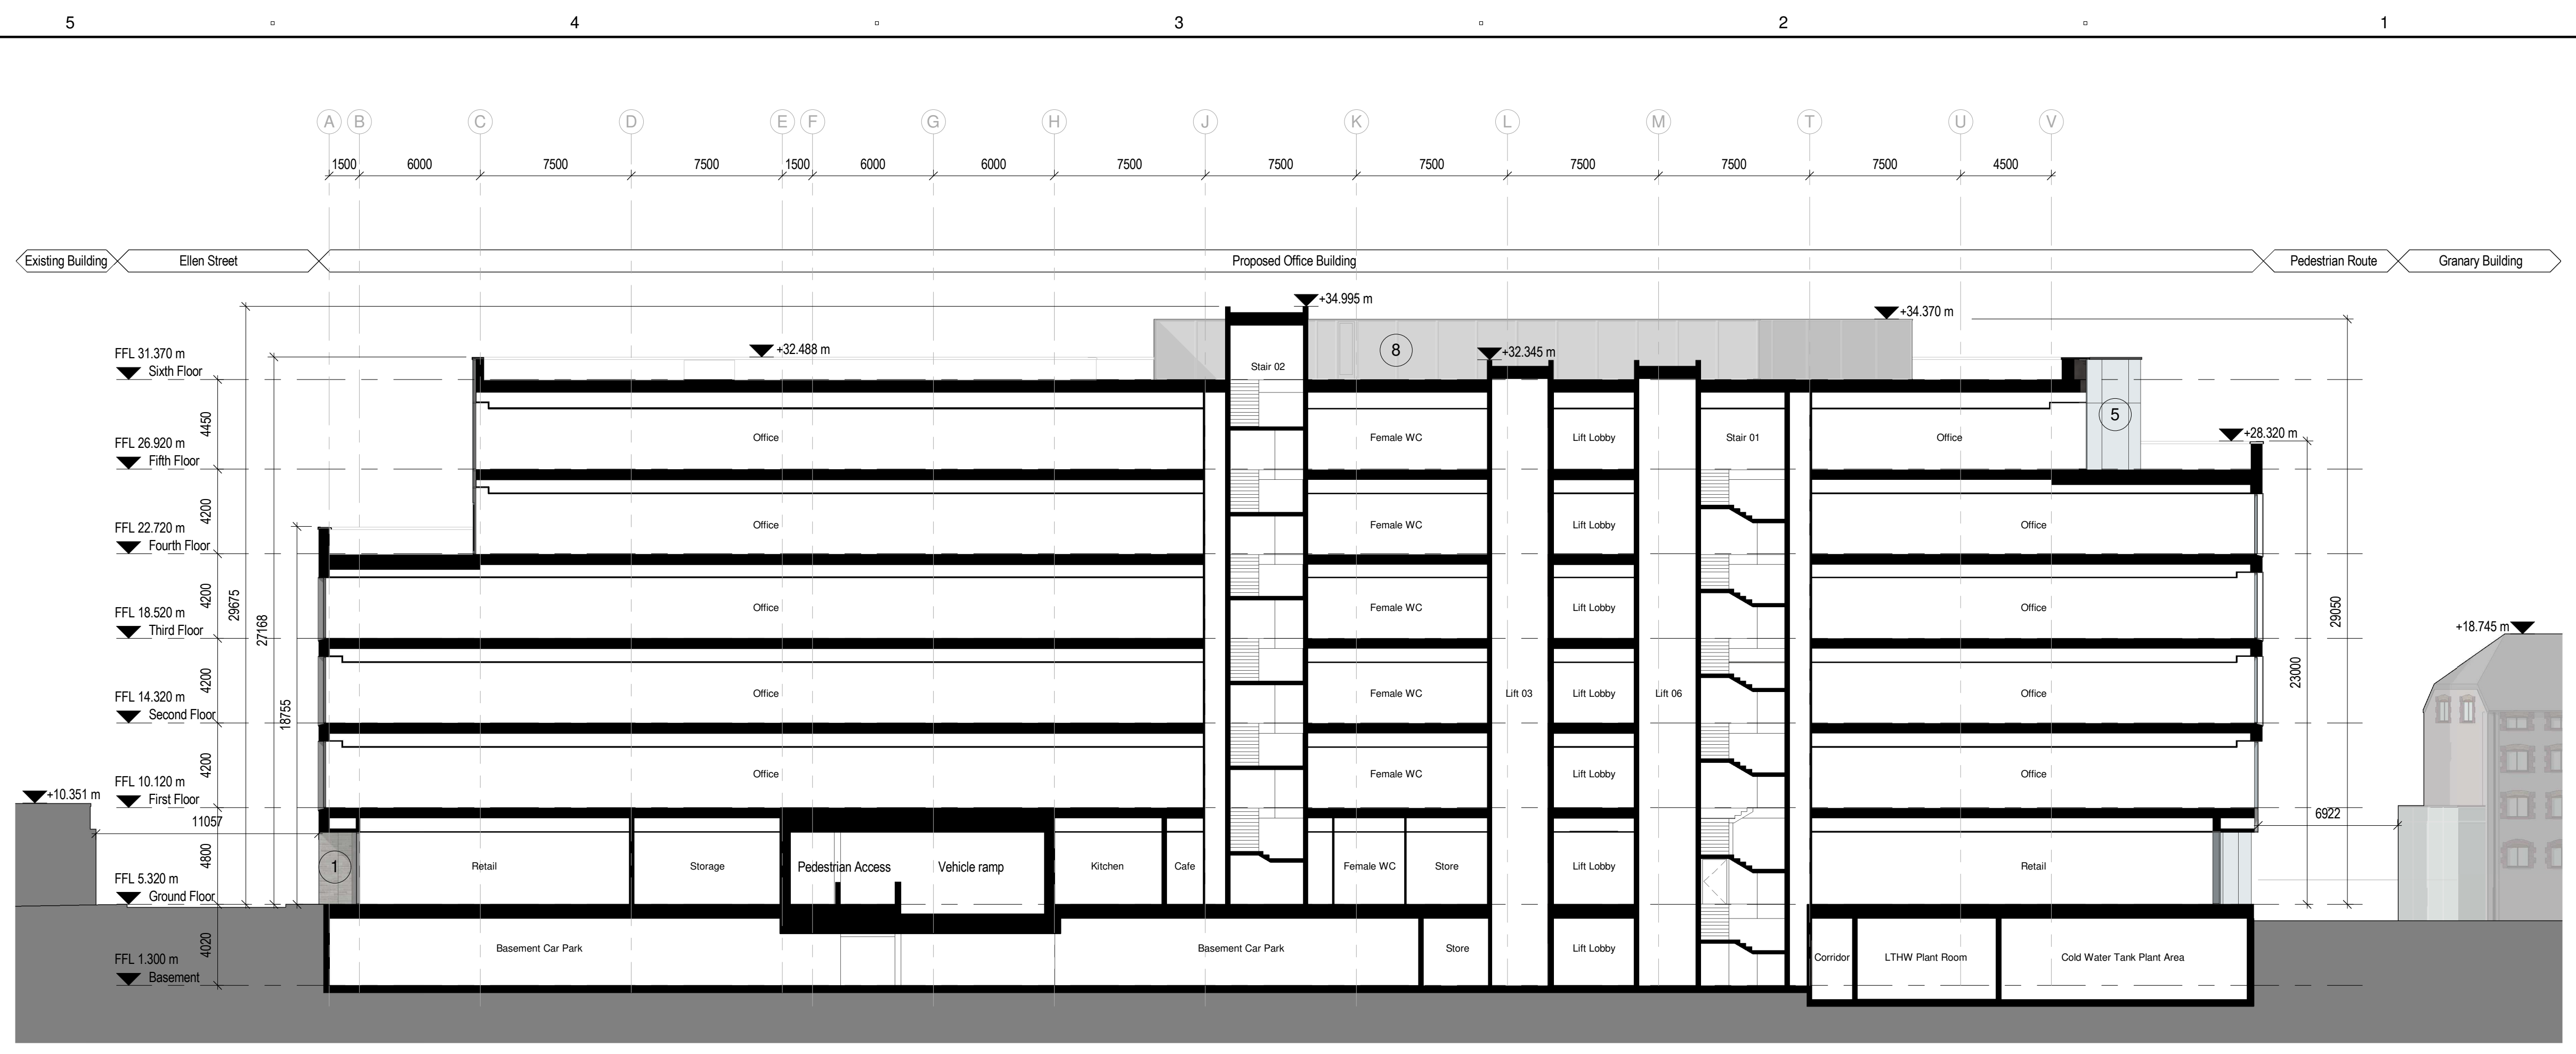 5 4 3 2 1
A B C D E F G H J K L M T U V
1500 6000 7500 7500 1500 6000 6000 7500 7500 7500 7500 7500 7500 4500
Existing Building Ellen Street Proposed Office Building Pedestrian Route Granary Building
+34.995 m
+34.370 m
+32.488 m
+32.345 m
8
FFL 31.370 m
Sixth Floor
Stair 02
5
4450
+28.320 m
FFL 26.920 m
Fifth Floor
Office Female WC Lift Lobby Stair 01 Office
4200
FFL 22.720 m
Fourth Floor
Office Female WC Lift Lobby Office
4200
29675
27168
29050
FFL 18.520 m
Third Floor
Office Female WC Lift Lobby Office
+18.745 m
4200
18755
23000
FFL 14.320 m
Second Floor
Office Female WC Lift 03 Lift Lobby Lift 06 Office
4200
FFL 10.120 m
First Floor
Office Female WC Lift Lobby Office
+10.351 m
11057
6922
4800
1
Retail Storage Pedestrian Access Vehicle ramp Kitchen Cafe Female WC Store Lift Lobby Retail
FFL 5.320 m
Ground Floor
4020
Basement Car Park Basement Car Park Store Lift Lobby Corridor LTHW Plant Room Cold Water Tank Plant Area
FFL 1.300 m
Basement